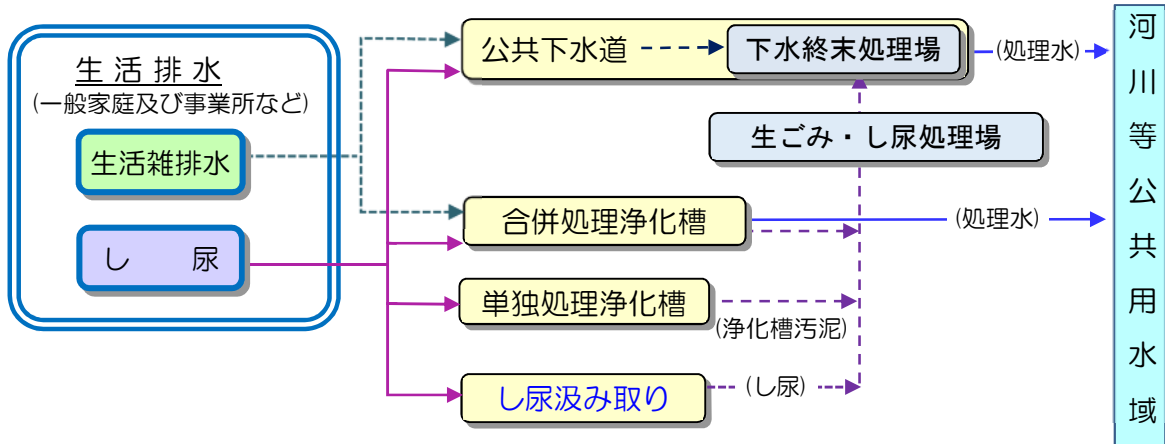 生活排水
(一般家庭及び事業所など)
生活雑排水
し 尿
公共下水道
下水終末処理場
(処理水)
生ごみ・し尿処理場
合併処理浄化槽
(処理水)
単独処理浄化槽
(浄化槽汚泥)
し尿汲み取り
(し尿)
河川等公共用水域